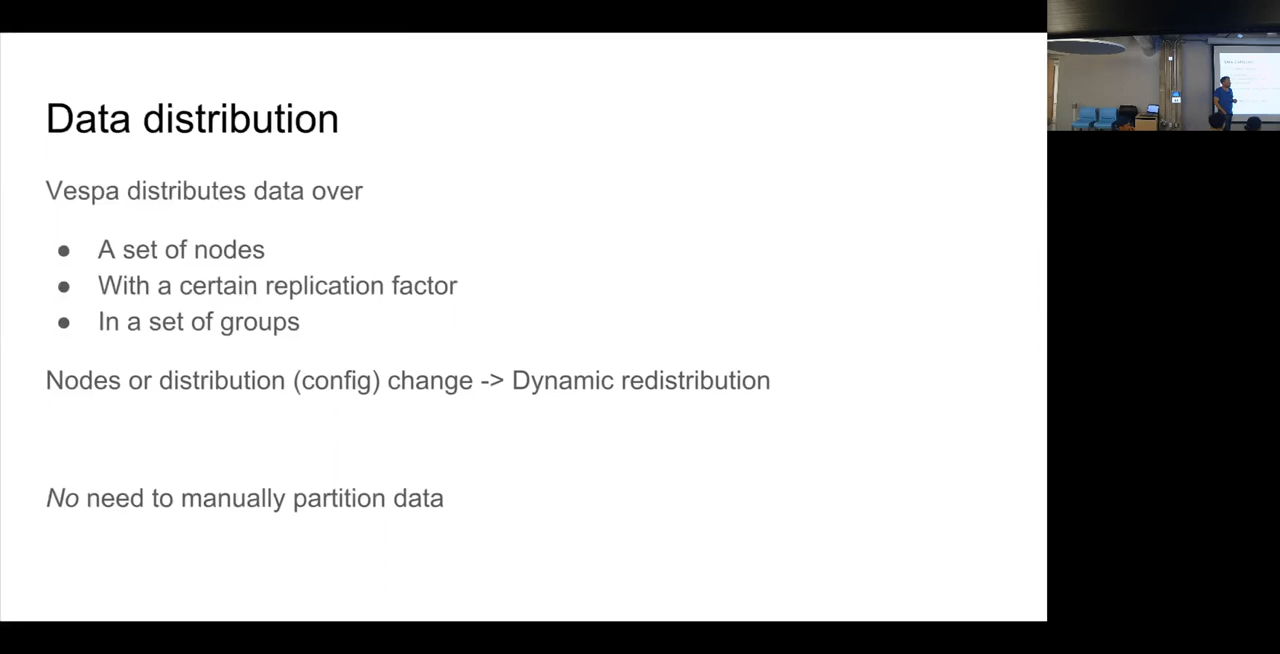 Data distribution
Vespa distributes data over
● A set of nodes
● With a certain replication factor
● In a set of groups
Nodes or distribution (config) change -> Dynamic redistribution
No need to manually partition data